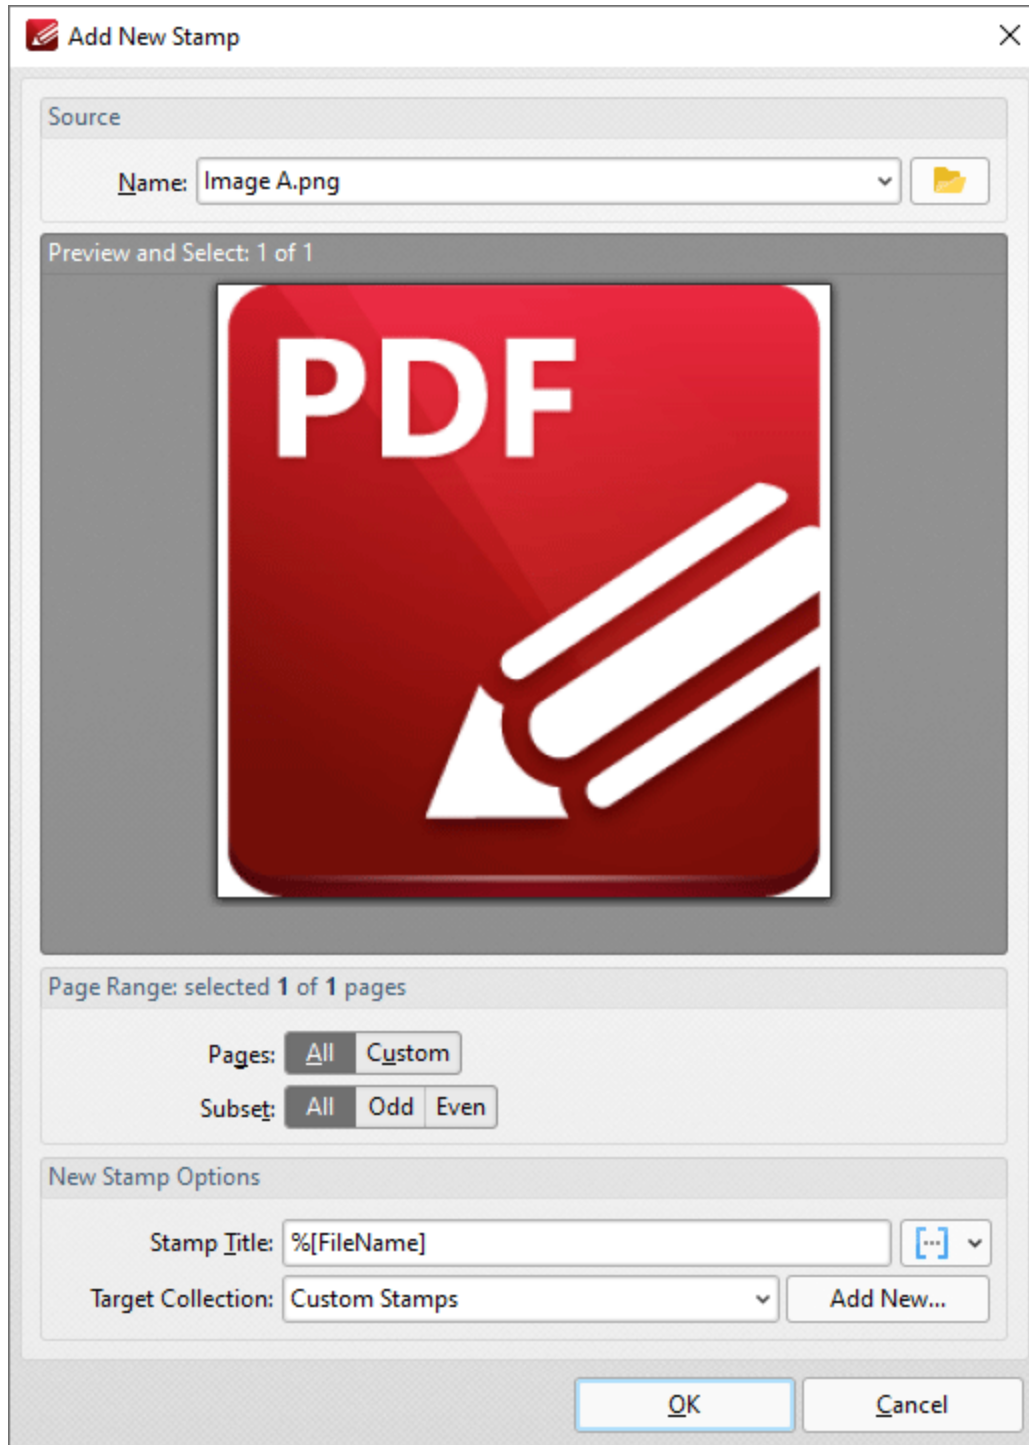 Add New Stamp
Source
Name: Image A.png
Preview and Select: 1 of 1
PDF
Page Range: selected 1 of 1 pages
Pages: All Custom
Subset: All Odd Even
New Stamp Options
Stamp Title: %[FileName]
Target Collection: Custom Stamps Add New...
OK Cancel